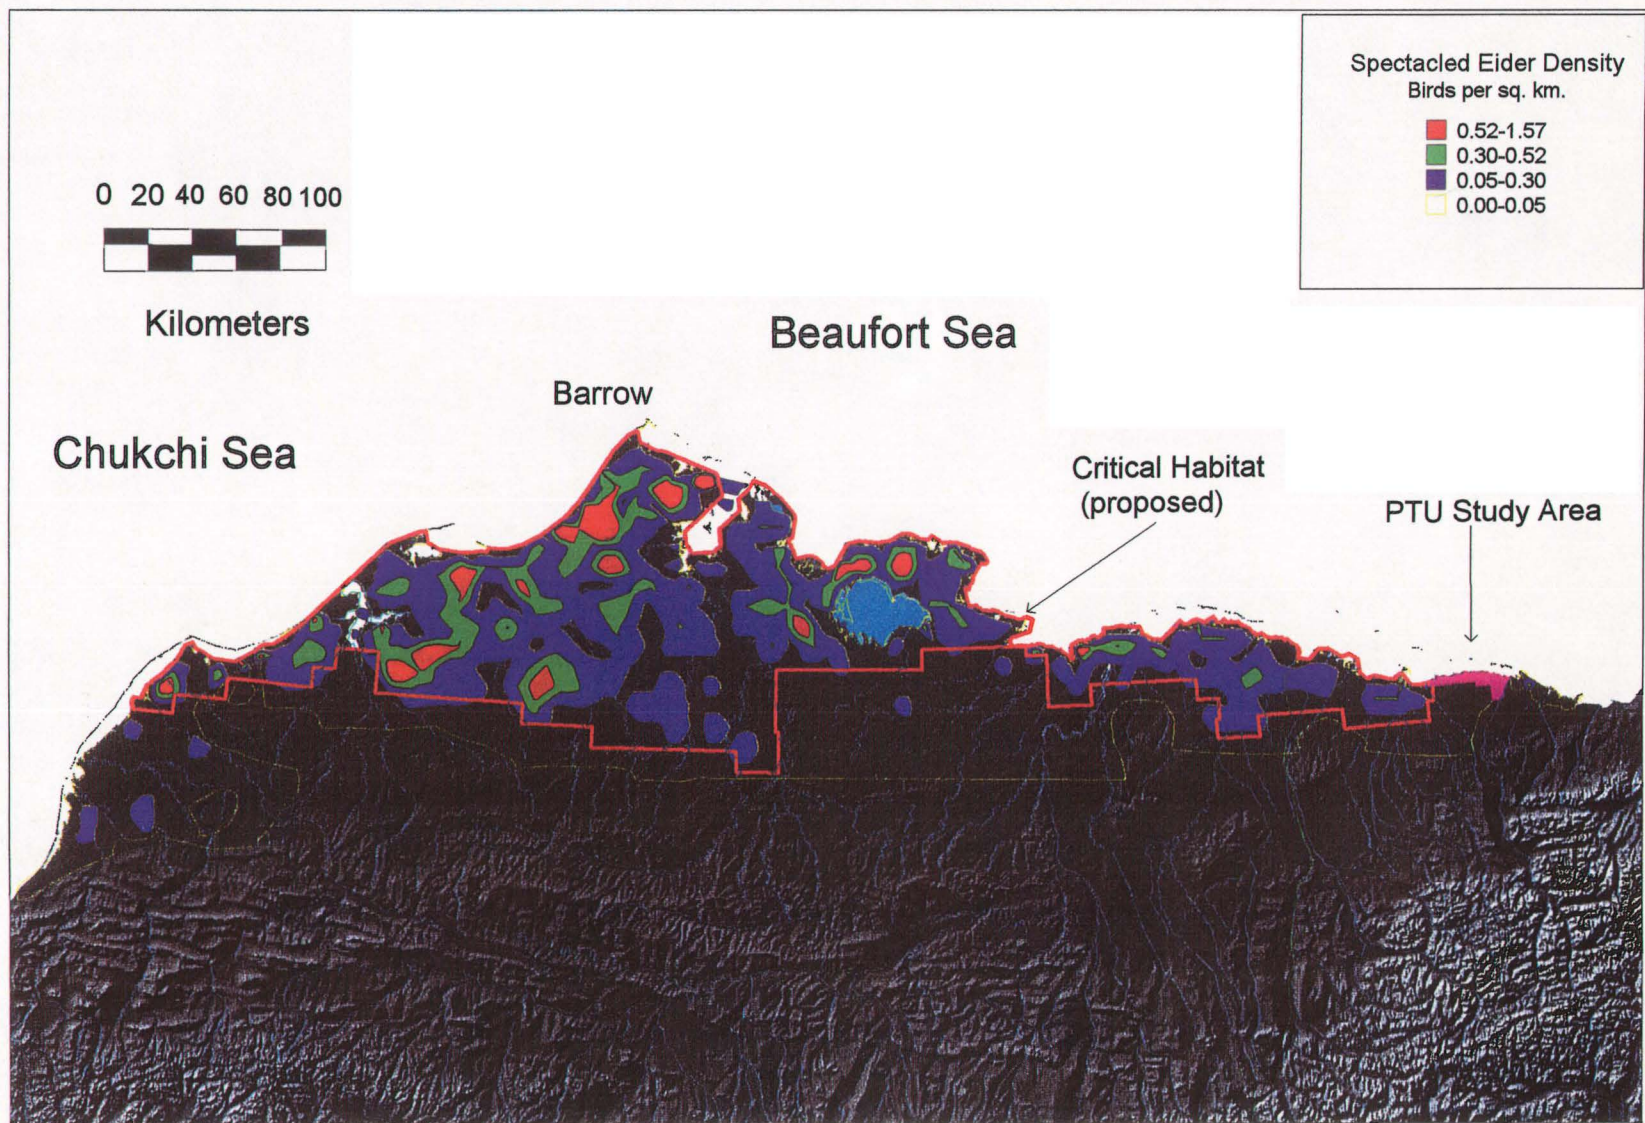 Spectacled Eider Density
Birds per sq. km.
0.52-1.57
0.30-0.52
0.05-0.30
0.00-0.05
0 20 40 60 80 100
Kilometers
Beaufort Sea
Barrow
Chukchi Sea
Critical Habitat
(proposed)
PTU Study Area